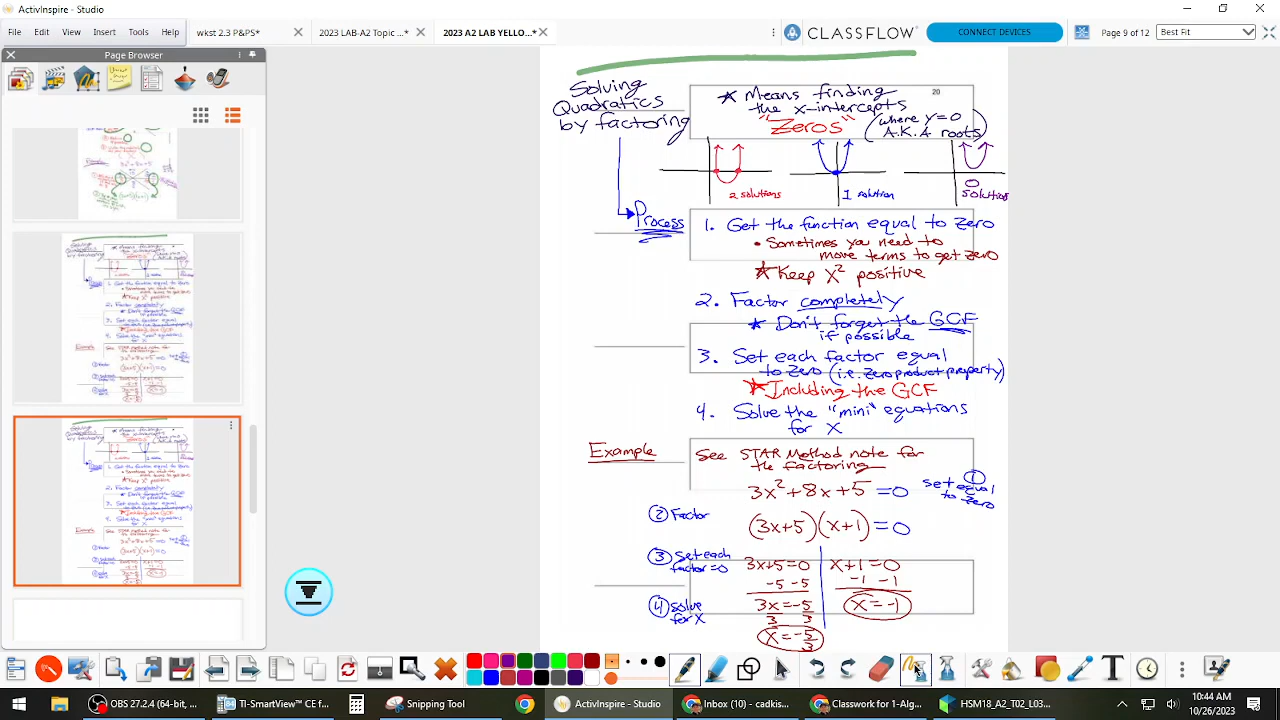 ActivInspire - Studio
File Edit View Insert Tools Help
wkst 2.3 P&PS*
2023 A2 LAB YELLO...*
CLASSFLOW
CONNECT DEVICES
Page 9 of 12
Best Fit
Page Browser
Solving
Quadratics
by factoring
20
* Means finding
the x-intercepts
"Zeros"
(where y=0
A.K.A roots)
2 solutions
1 solution
0
solutions
Process
1. Get the function equal to zero
• Sometimes you need to
move terms to get zero
* Keep X² positive
2. Factor completely
Don't forget the GCF
if possible
3. Set each factor equal
to zero (i.e. zero product property)
* Including the GCF
4. Solve the "mini" equations
for X
Example
See STAR Method note for
the factoring
3x²+8x+5 =0
① set equal
to zero
② Factor
(3x+5)(x+1)=0
③ set each
factor=0
3x+5=0
x+1=0
-5 -5
-1 -1
④ solve
for X
3x=-5
3 3
x=-1
x=-5/3
OBS 27.2.4 (6...
TI-SmartView™ CE F...
Snipping Tool
ActivInspire - Studio
Inbox (10) - cadkis...
Classwork for 1-Alg...
HSM18_A2_T02_L03...
10:44 AM
10/26/2023